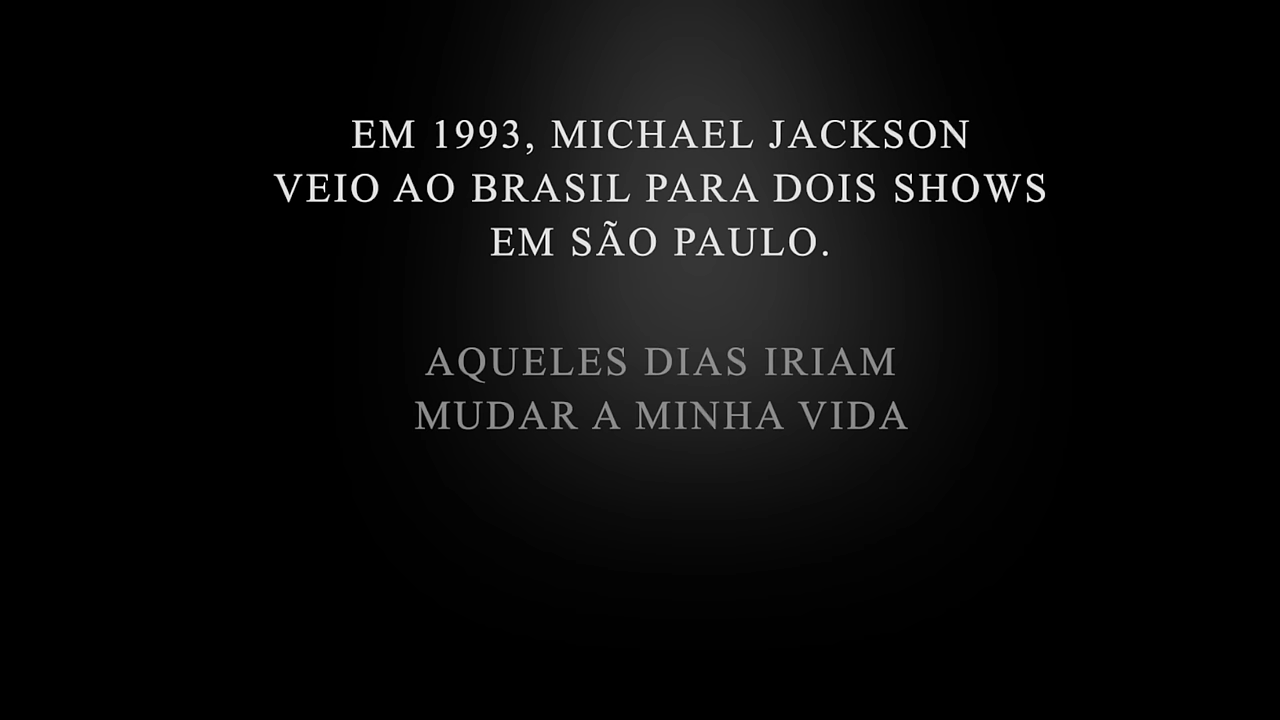 EM 1993, MICHAEL JACKSON
VEIO AO BRASIL PARA DOIS SHOWS
EM SÃO PAULO.
AQUELES DIAS IRIAM
MUDAR A MINHA VIDA